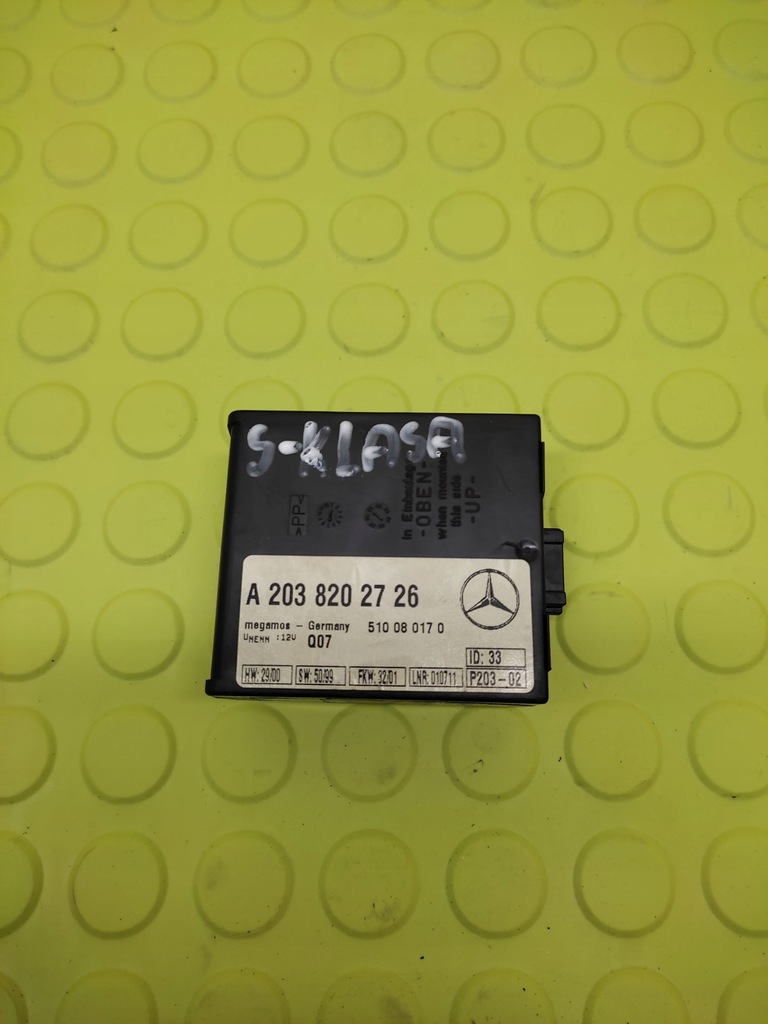 S-KLASA
>PP<
in Einbaulage
-OBEN-
when mounted
this side
-UP-
A 203 820 27 26
megamos - Germany 510 08 017 0
UNENN :12V Q07
ID: 33
HW: 29/00 SW: 50/99 FKW: 32/01 LNR: 010711 P203-02